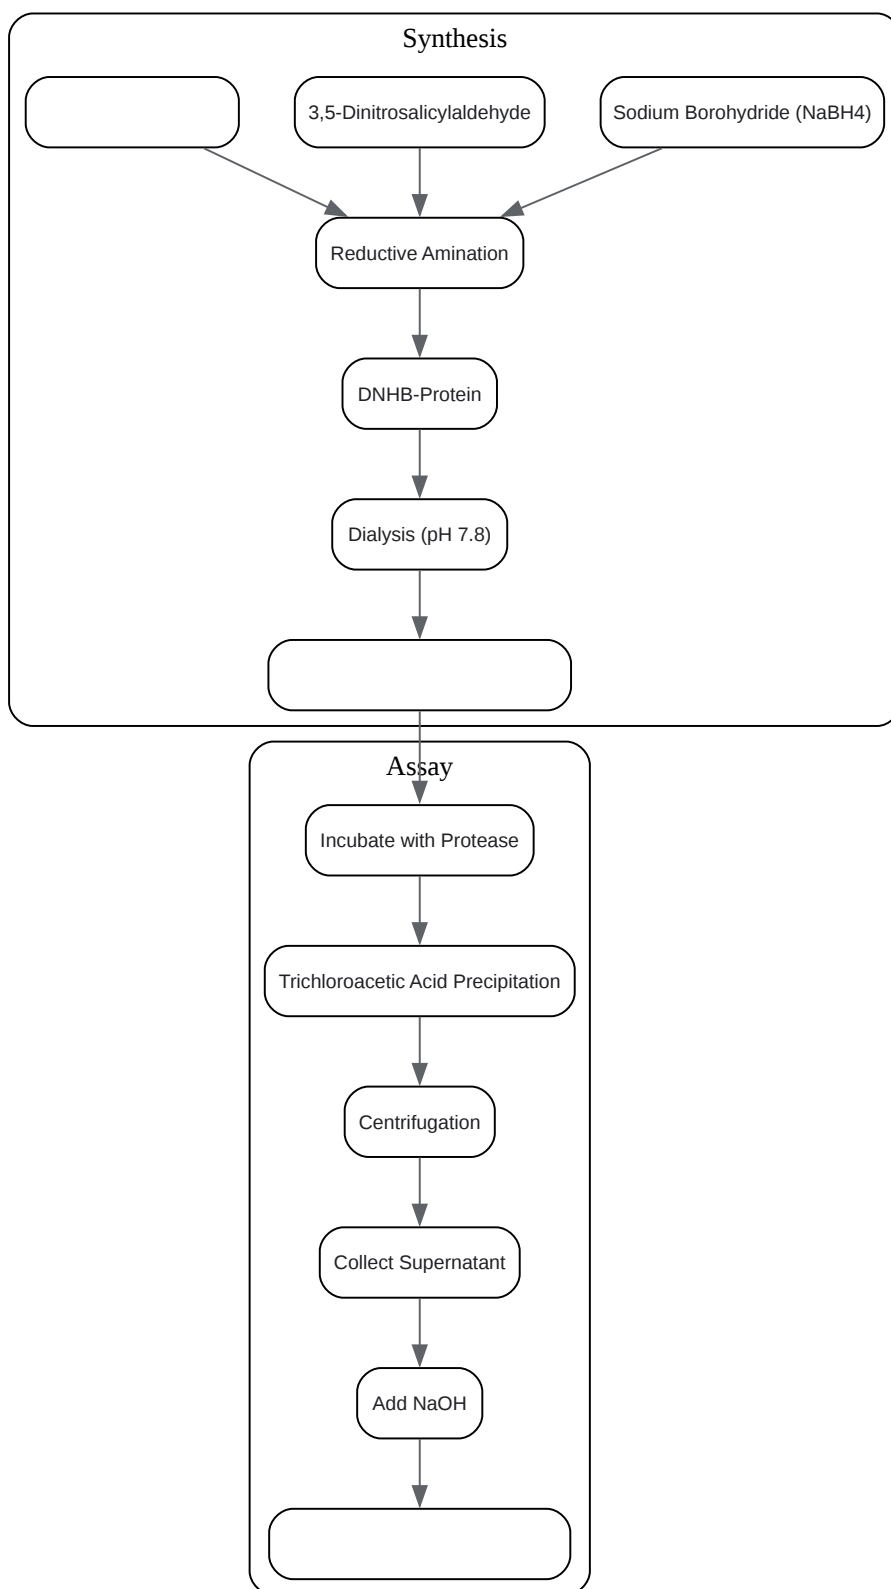 Synthesis
3,5-Dinitrosalicylaldehyde
Sodium Borohydride (NaBH4)
Reductive Amination
DNHB-Protein
Dialysis (pH 7.8)
Assay
Incubate with Protease
Trichloroacetic Acid Precipitation
Centrifugation
Collect Supernatant
Add NaOH